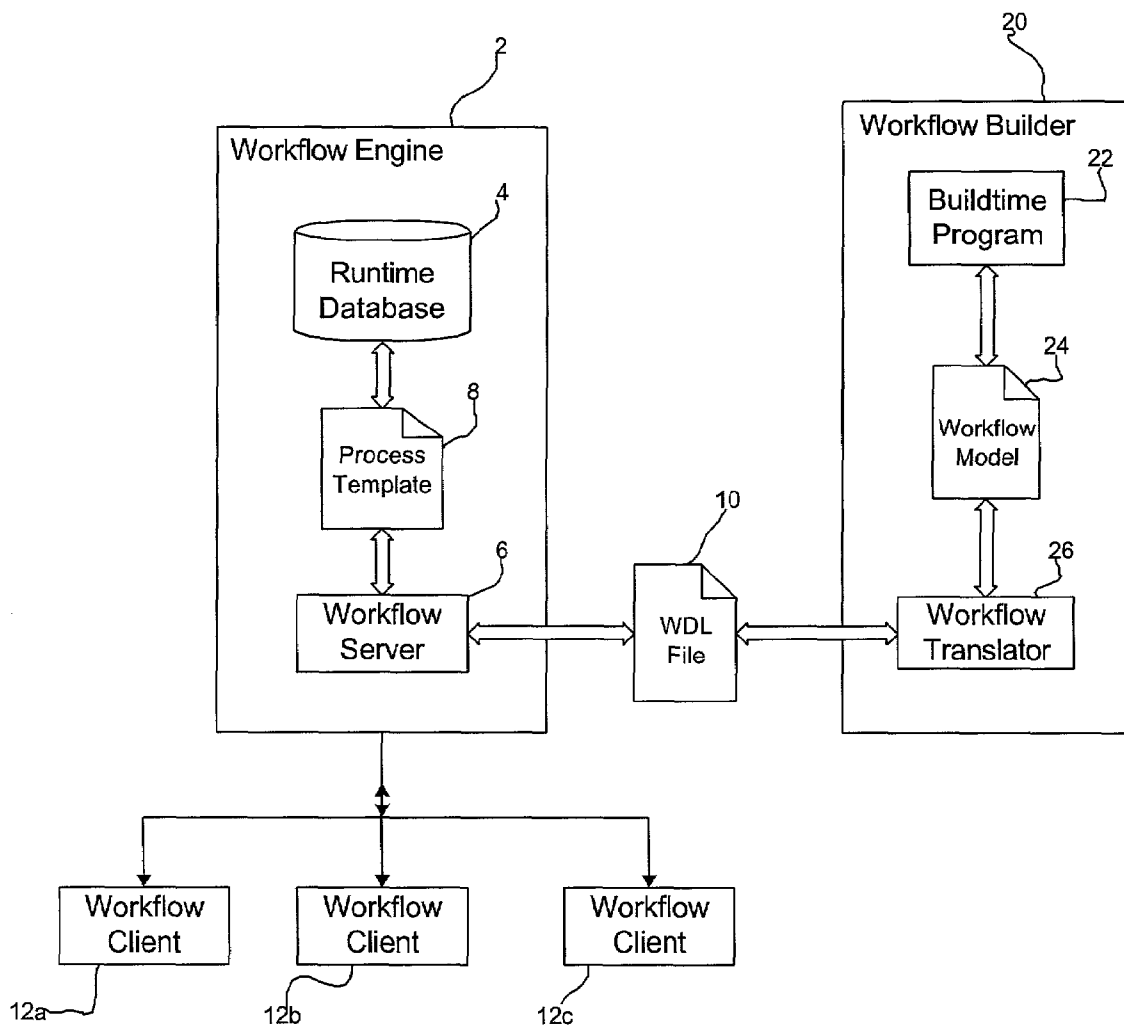 20
2
Workflow Builder
Workflow Engine
22
4
Buildtime
Program
Runtime
Database
24
8
Workflow
Model
Process
Template
10
6
26
Workflow
Server
WDL
File
Workflow
Translator
Workflow
Client
Workflow
Client
Workflow
Client
12a
12b
12c